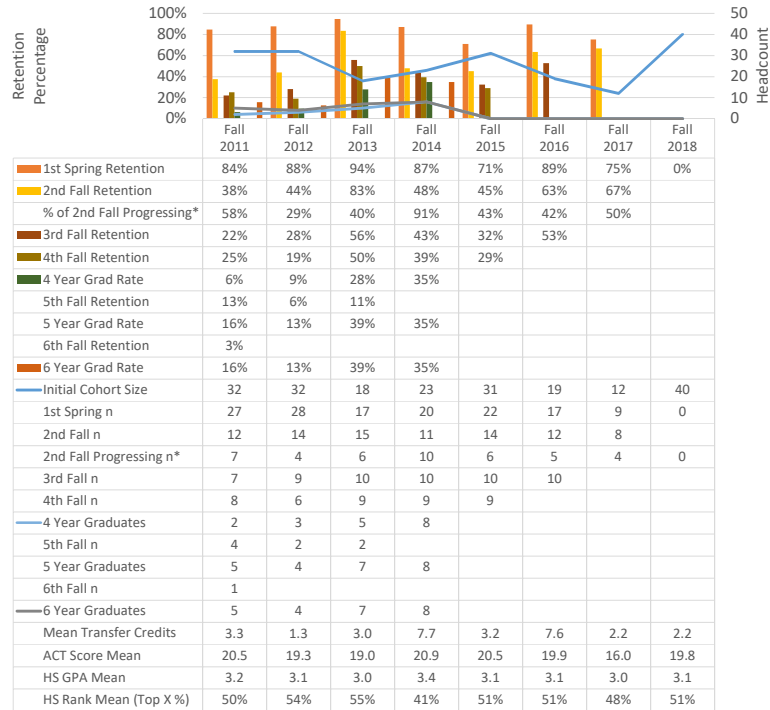 Retention
Percentage
100%
80%
60%
40%
20%
0%
50
40
30
20
10
0
Headcount
Fall 2011 Fall 2012 Fall 2013 Fall 2014 Fall 2015 Fall 2016 Fall 2017 Fall 2018
1st Spring Retention 84% 88% 94% 87% 71% 89% 75% 0%
2nd Fall Retention 38% 44% 83% 48% 45% 63% 67%
% of 2nd Fall Progressing* 58% 29% 40% 91% 43% 42% 50%
3rd Fall Retention 22% 28% 56% 43% 32% 53%
4th Fall Retention 25% 19% 50% 39% 29%
4 Year Grad Rate 6% 9% 28% 35%
5th Fall Retention 13% 6% 11%
5 Year Grad Rate 16% 13% 39% 35%
6th Fall Retention 3%
6 Year Grad Rate 16% 13% 39% 35%
Initial Cohort Size 32 32 18 23 31 19 12 40
1st Spring n 27 28 17 20 22 17 9 0
2nd Fall n 12 14 15 11 14 12 8
2nd Fall Progressing n* 7 4 6 10 6 5 4 0
3rd Fall n 7 9 10 10 10 10
4th Fall n 8 6 9 9 9
4 Year Graduates 2 3 5 8
5th Fall n 4 2 2
5 Year Graduates 5 4 7 8
6th Fall n 1
6 Year Graduates 5 4 7 8
Mean Transfer Credits 3.3 1.3 3.0 7.7 3.2 7.6 2.2 2.2
ACT Score Mean 20.5 19.3 19.0 20.9 20.5 19.9 16.0 19.8
HS GPA Mean 3.2 3.1 3.0 3.4 3.1 3.1 3.0 3.1
HS Rank Mean (Top X %) 50% 54% 55% 41% 51% 51% 48% 51%